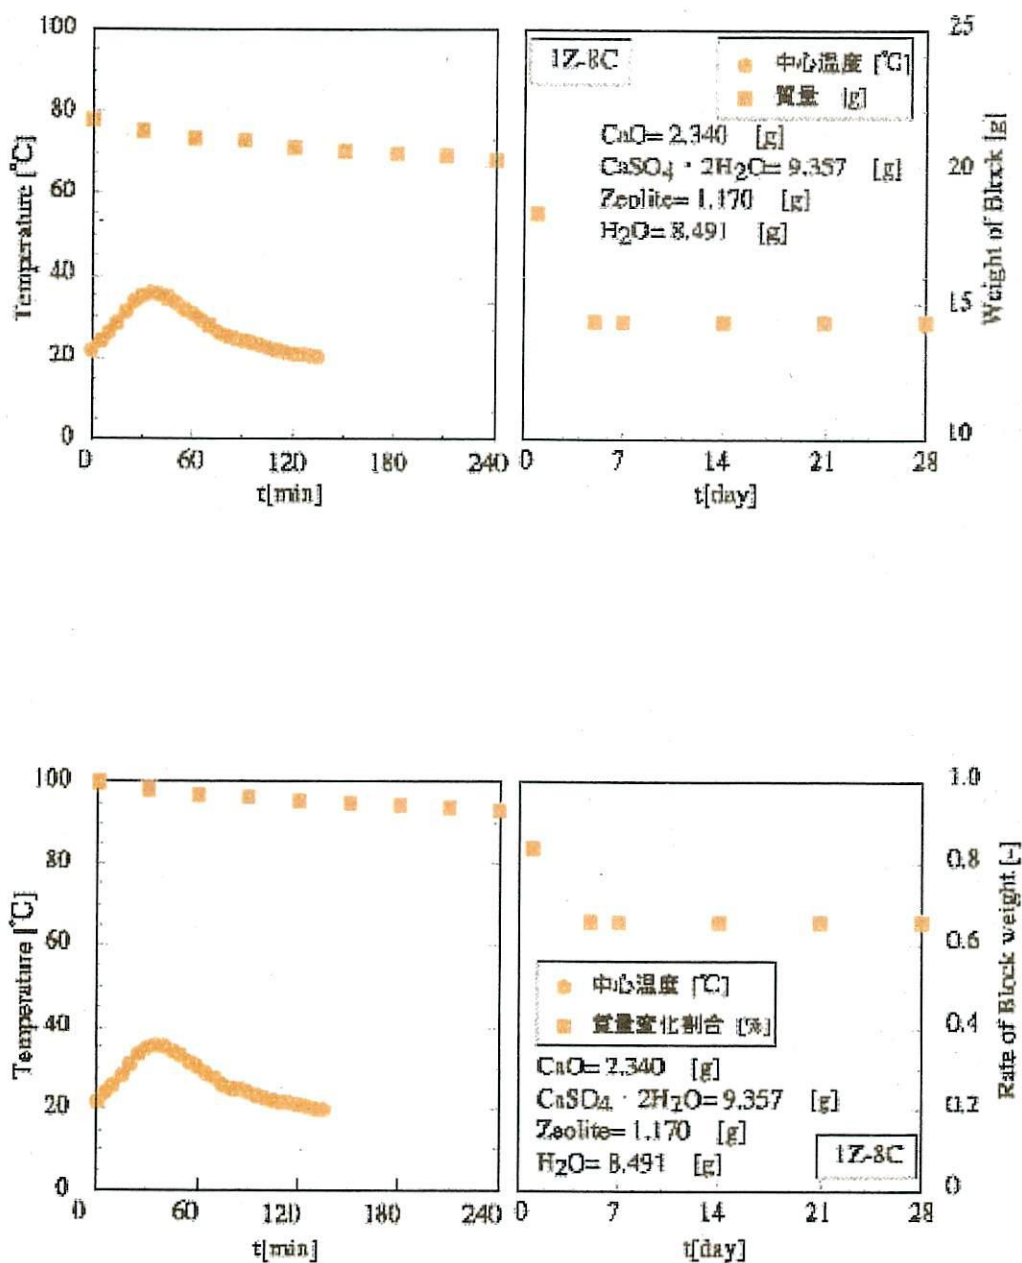 100
80
60
40
20
0
Temperature [℃]
0 60 120 180 240
t[min]
1Z-8C
中心温度 [℃]
質量 [g]
CaO=2.340 [g]
CaSO4・2H2O=9.357 [g]
Zeolite=1.170 [g]
H2O=8.491 [g]
25
20
15
10
Weight of Block [g]
0 7 14 21 28
t[day]
100
80
60
40
20
0
Temperature [℃]
0 60 120 180 240
t[min]
中心温度 [℃]
質量変化割合 [%]
CaO=2.340 [g]
CaSO4・2H2O=9.357 [g]
Zeolite=1.170 [g]
H2O=8.491 [g]
1Z-8C
1.0
0.8
0.6
0.4
0.2
0
Rate of Block weight [-]
0 7 14 21 28
t[day]